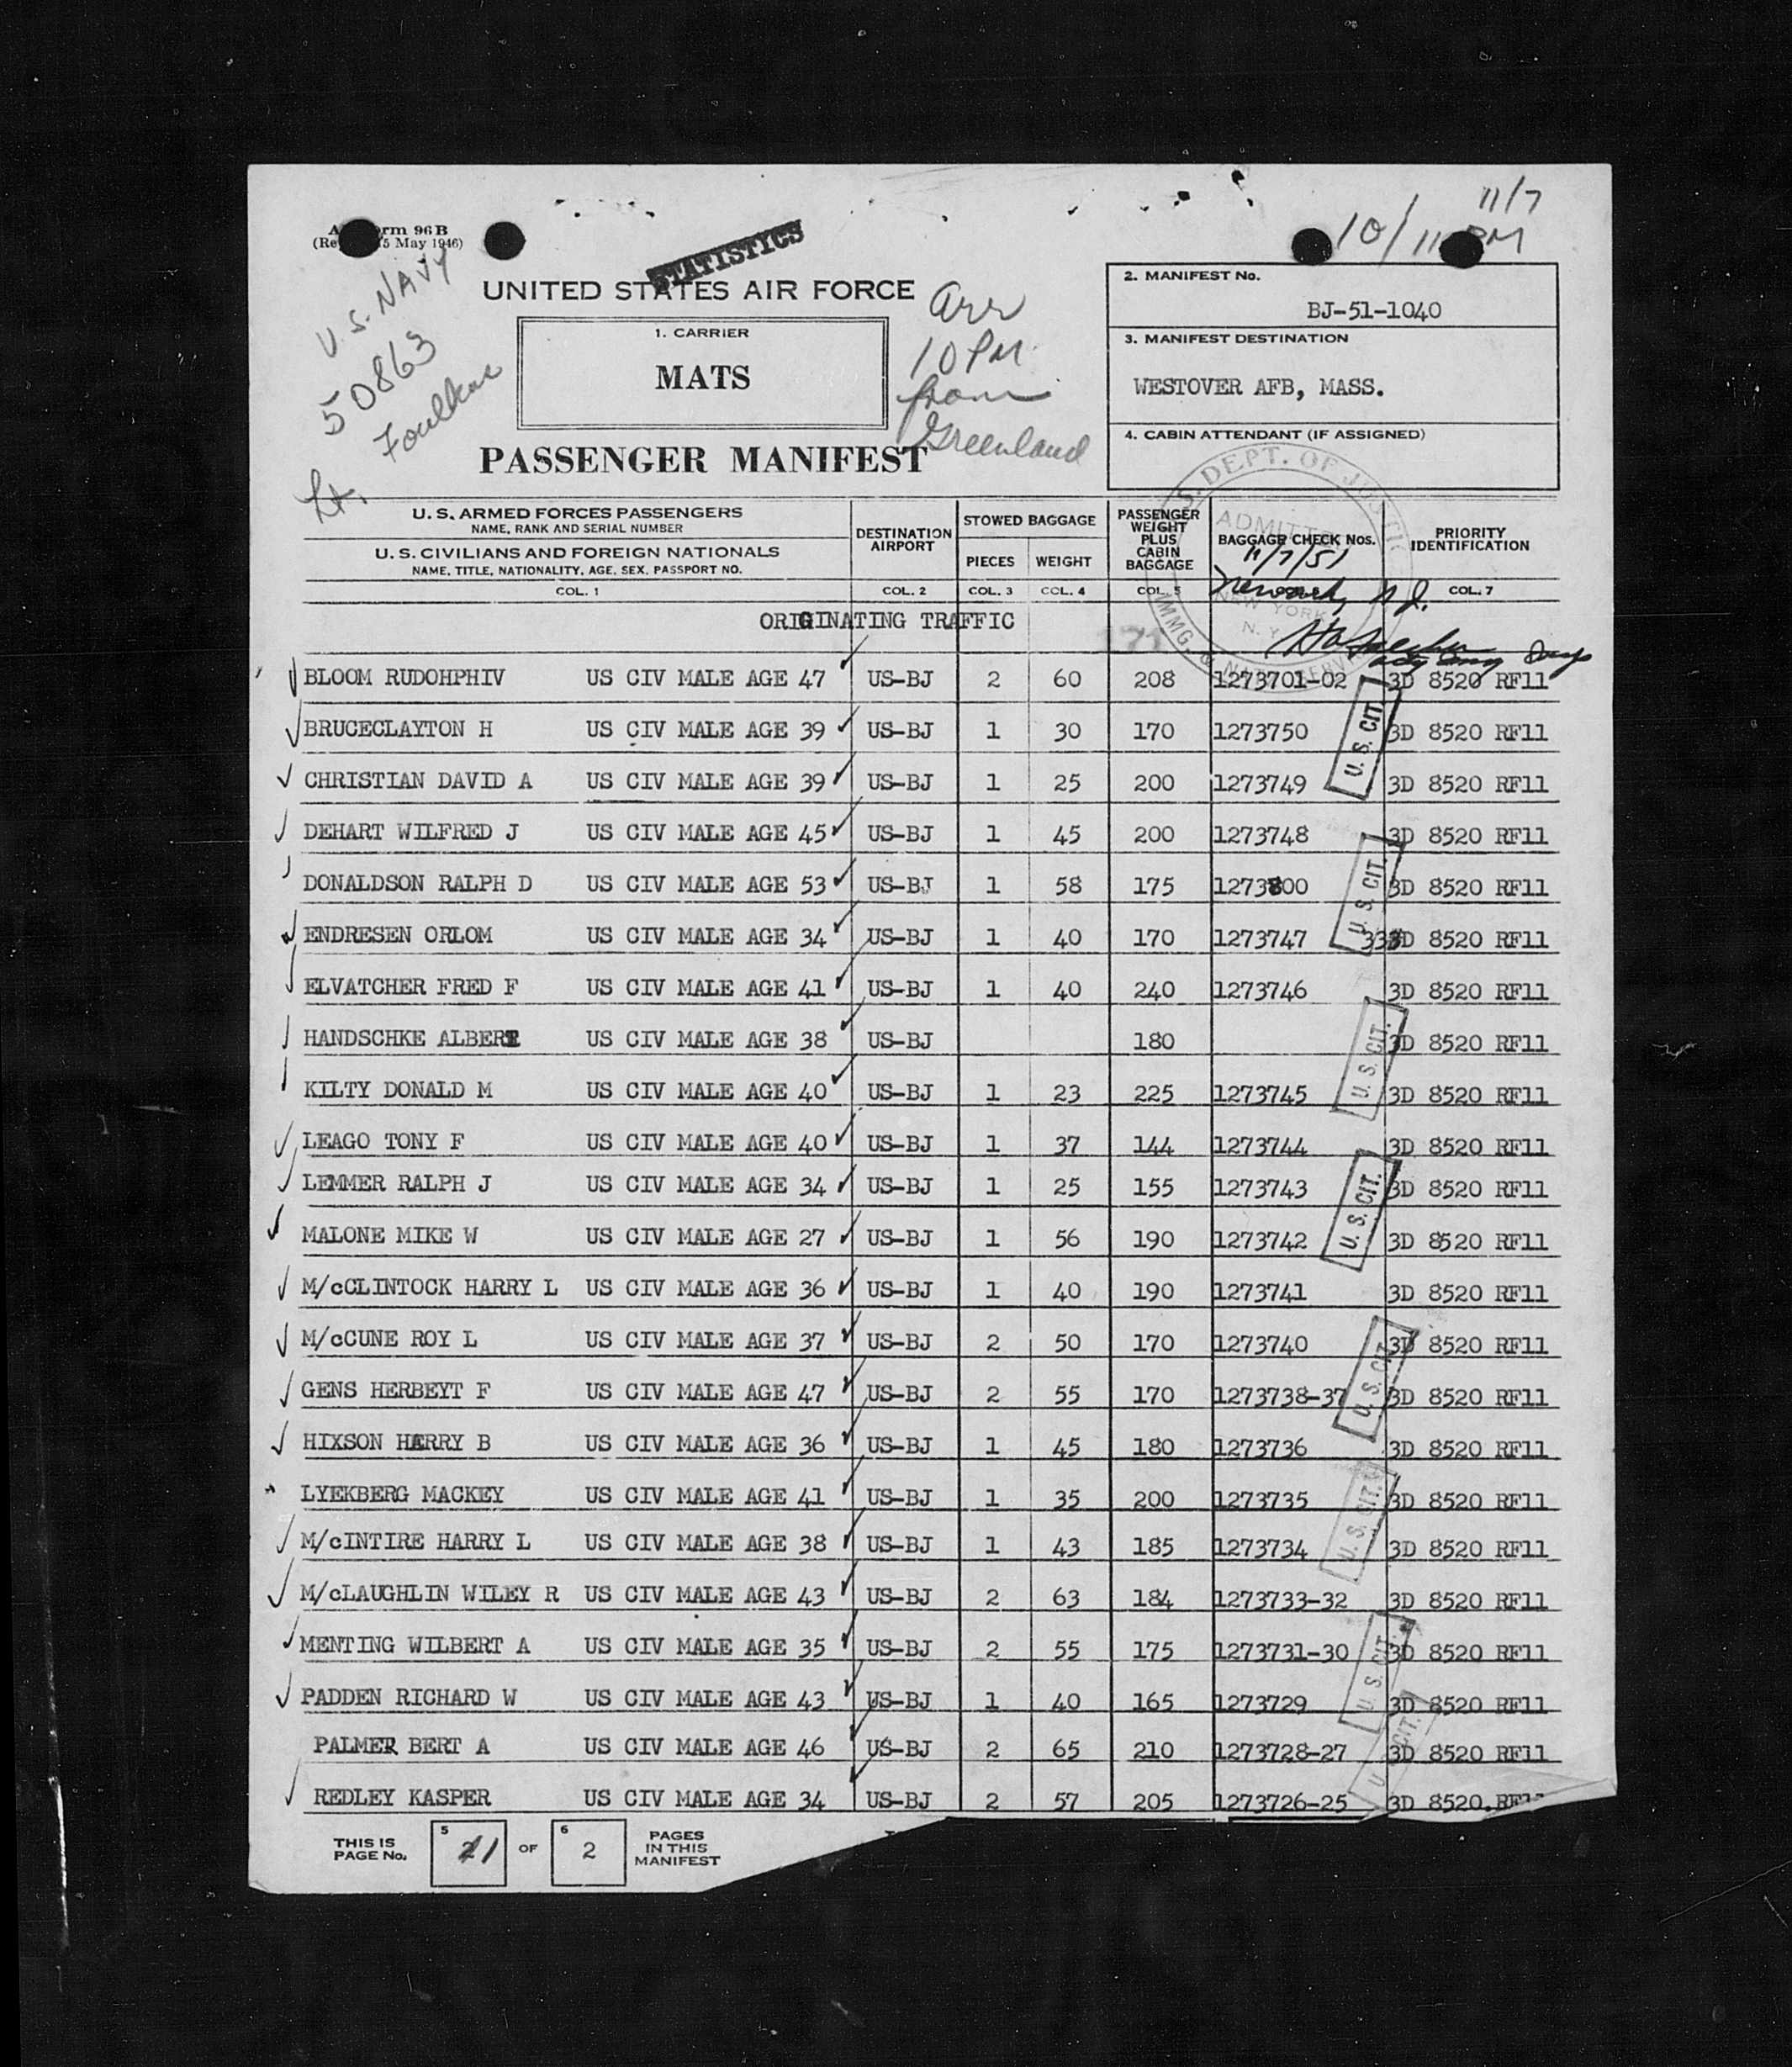 11/7
10/11 PM
orm 96 B
5 May 1946)
U.S. NAVY
50863
Lt. Foulkes
STATISTICS
UNITED STATES AIR FORCE
1. CARRIER
MATS
PASSENGER MANIFEST
arr
10 PM
from
Greenland
2. MANIFEST No.
BJ-51-1040
3. MANIFEST DESTINATION
WESTOVER AFB, MASS.
4. CABIN ATTENDANT (IF ASSIGNED)
U. S. ARMED FORCES PASSENGERS
NAME, RANK AND SERIAL NUMBER
U. S. CIVILIANS AND FOREIGN NATIONALS
NAME, TITLE, NATIONALITY, AGE, SEX, PASSPORT NO.
DESTINATION AIRPORT
STOWED BAGGAGE
PIECES WEIGHT
PASSENGER WEIGHT PLUS CABIN BAGGAGE
BAGGAGE CHECK Nos.
PRIORITY IDENTIFICATION
COL. 1 COL. 2 COL. 3 COL. 4 COL. 5 COL. 7
S. DEPT. OF JUSTIC
ADMITTE
11/7/51
Newark, N.J.
NEW YORK
N. Y.
IMMG. & NATZ SERV
171
ORIGINATING TRAFFIC
BLOOM RUDOHPHIV US CIV MALE AGE 47 US-BJ 2 60 208 1273701-02 3D 8520 RF11
BRUCECLAYTON H US CIV MALE AGE 39 US-BJ 1 30 170 1273750 3D 8520 RF11
CHRISTIAN DAVID A US CIV MALE AGE 39 US-BJ 1 25 200 1273749 3D 8520 RF11
DEHART WILFRED J US CIV MALE AGE 45 US-BJ 1 45 200 1273748 3D 8520 RF11
DONALDSON RALPH D US CIV MALE AGE 53 US-BJ 1 58 175 1273800 3D 8520 RF11
ENDRESEN ORLOM US CIV MALE AGE 34 US-BJ 1 40 170 1273747 333D 8520 RF11
ELVATCHER FRED F US CIV MALE AGE 41 US-BJ 1 40 240 1273746 3D 8520 RF11
HANDSCHKE ALBERT US CIV MALE AGE 38 US-BJ 180 3D 8520 RF11
KILTY DONALD M US CIV MALE AGE 40 US-BJ 1 23 225 1273745 3D 8520 RF11
LEAGO TONY F US CIV MALE AGE 40 US-BJ 1 37 144 1273744 3D 8520 RF11
LEMMER RALPH J US CIV MALE AGE 34 US-BJ 1 25 155 1273743 3D 8520 RF11
MALONE MIKE W US CIV MALE AGE 27 US-BJ 1 56 190 1273742 3D 8520 RF11
M/cCLINTOCK HARRY L US CIV MALE AGE 36 US-BJ 1 40 190 1273741 3D 8520 RF11
M/cCUNE ROY L US CIV MALE AGE 37 US-BJ 2 50 170 1273740 3D 8520 RF11
GENS HERBEYT F US CIV MALE AGE 47 US-BJ 2 55 170 1273738-37 3D 8520 RF11
HIXSON HARRY B US CIV MALE AGE 36 US-BJ 1 45 180 1273736 3D 8520 RF11
LYEKBERG MACKEY US CIV MALE AGE 41 US-BJ 1 35 200 1273735 3D 8520 RF11
M/cINTIRE HARRY L US CIV MALE AGE 38 US-BJ 1 43 185 1273734 3D 8520 RF11
M/cLAUGHLIN WILEY R US CIV MALE AGE 43 US-BJ 2 63 184 1273733-32 3D 8520 RF11
MENTING WILBERT A US CIV MALE AGE 35 US-BJ 2 55 175 1273731-30 3D 8520 RF11
PADDEN RICHARD W US CIV MALE AGE 43 US-BJ 1 40 165 1273729 3D 8520 RF11
PALMER BERT A US CIV MALE AGE 46 US-BJ 2 65 210 1273728-27 3D 8520 RF11
REDLEY KASPER US CIV MALE AGE 34 US-BJ 2 57 205 1273726-25 3D 8520 RF11
U. S. CIT.
U. S. CIT.
U. S. CIT.
U. S. CIT.
U. S. CIT.
U. S. CIT.
U. S. CIT.
U. S. CIT.
THIS IS PAGE No. 5 1 OF 6 2 PAGES IN THIS MANIFEST